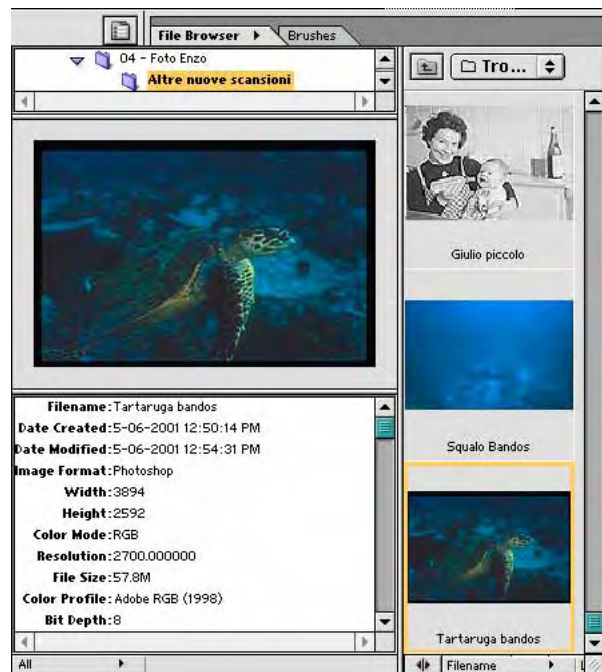 File Browser Brushes
04 - Foto Enzo
Altre nuove scansioni
Tro...
Giulio piccolo
Squalo Bandos
Tartaruga bandos
Filename: Tartaruga bandos
Date Created: 5-06-2001 12:50:14 PM
Date Modified: 5-06-2001 12:54:31 PM
Image Format: Photoshop
Width: 3894
Height: 2592
Color Mode: RGB
Resolution: 2700.000000
File Size: 57.8M
Color Profile: Adobe RGB (1998)
Bit Depth: 8
All
Filename